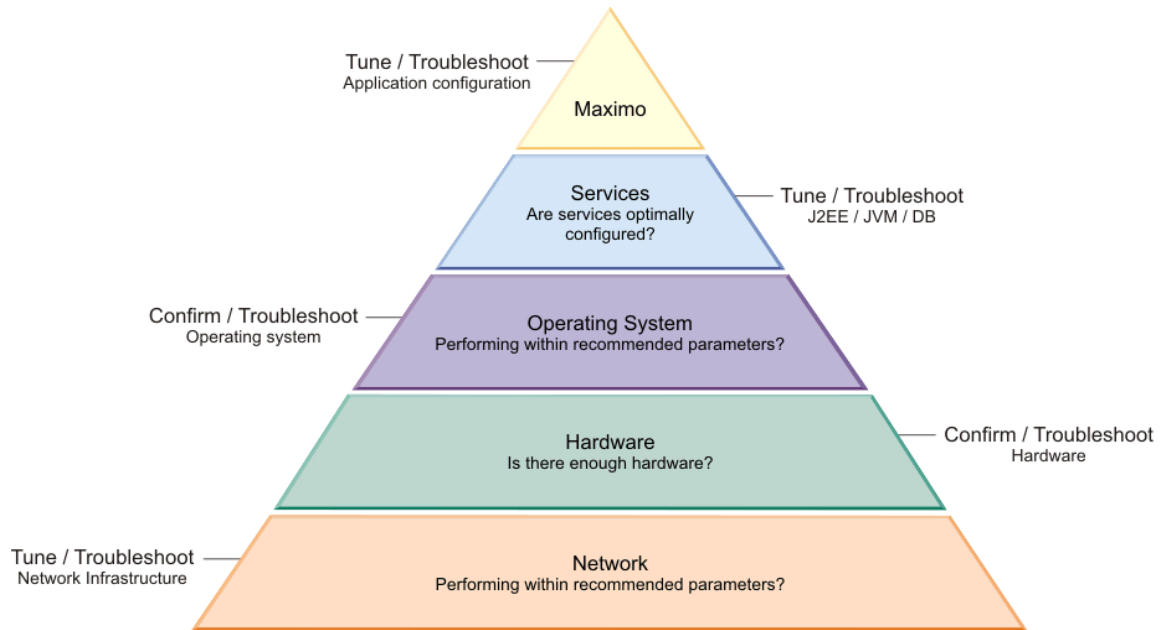 Tune / Troubleshoot
Application configuration
Maximo
Services
Are services optimally
configured?
Tune / Troubleshoot
J2EE / JVM / DB
Confirm / Troubleshoot
Operating system
Operating System
Performing within recommended parameters?
Hardware
Is there enough hardware?
Confirm / Troubleshoot
Hardware
Tune / Troubleshoot
Network Infrastructure
Network
Performing within recommended parameters?